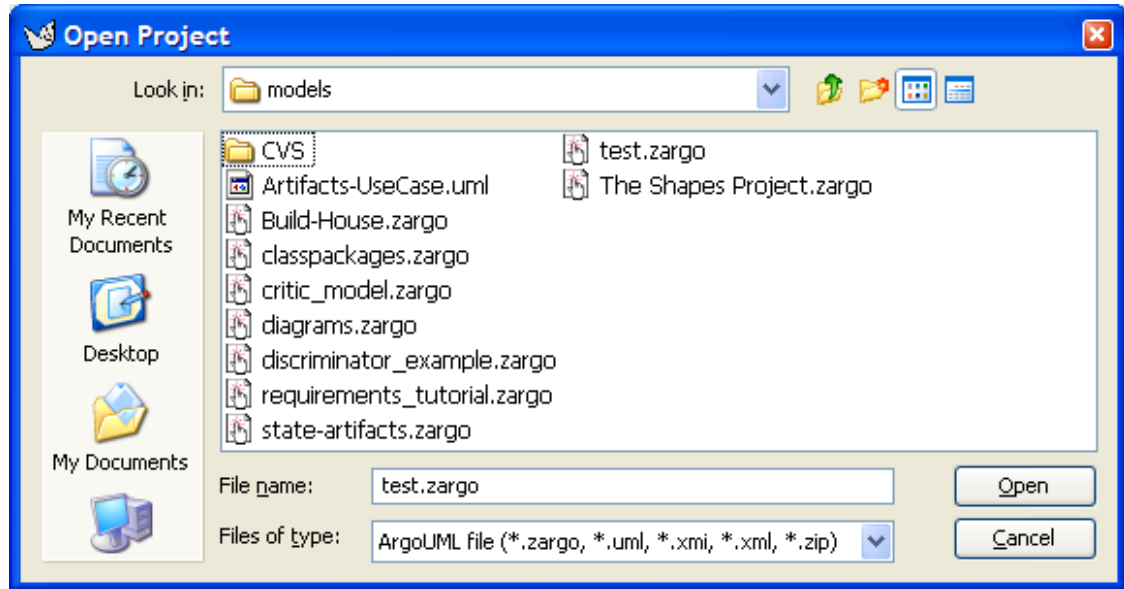 Open Project
Look in:
models
My Recent
Documents
Desktop
My Documents
CVS
Artifacts-UseCase.uml
Build-House.zargo
classpackages.zargo
critic_model.zargo
diagrams.zargo
discriminator_example.zargo
requirements_tutorial.zargo
state-artifacts.zargo
test.zargo
The Shapes Project.zargo
File name:
test.zargo
Open
Files of type:
ArgoUML file (*.zargo, *.uml, *.xmi, *.xml, *.zip)
Cancel